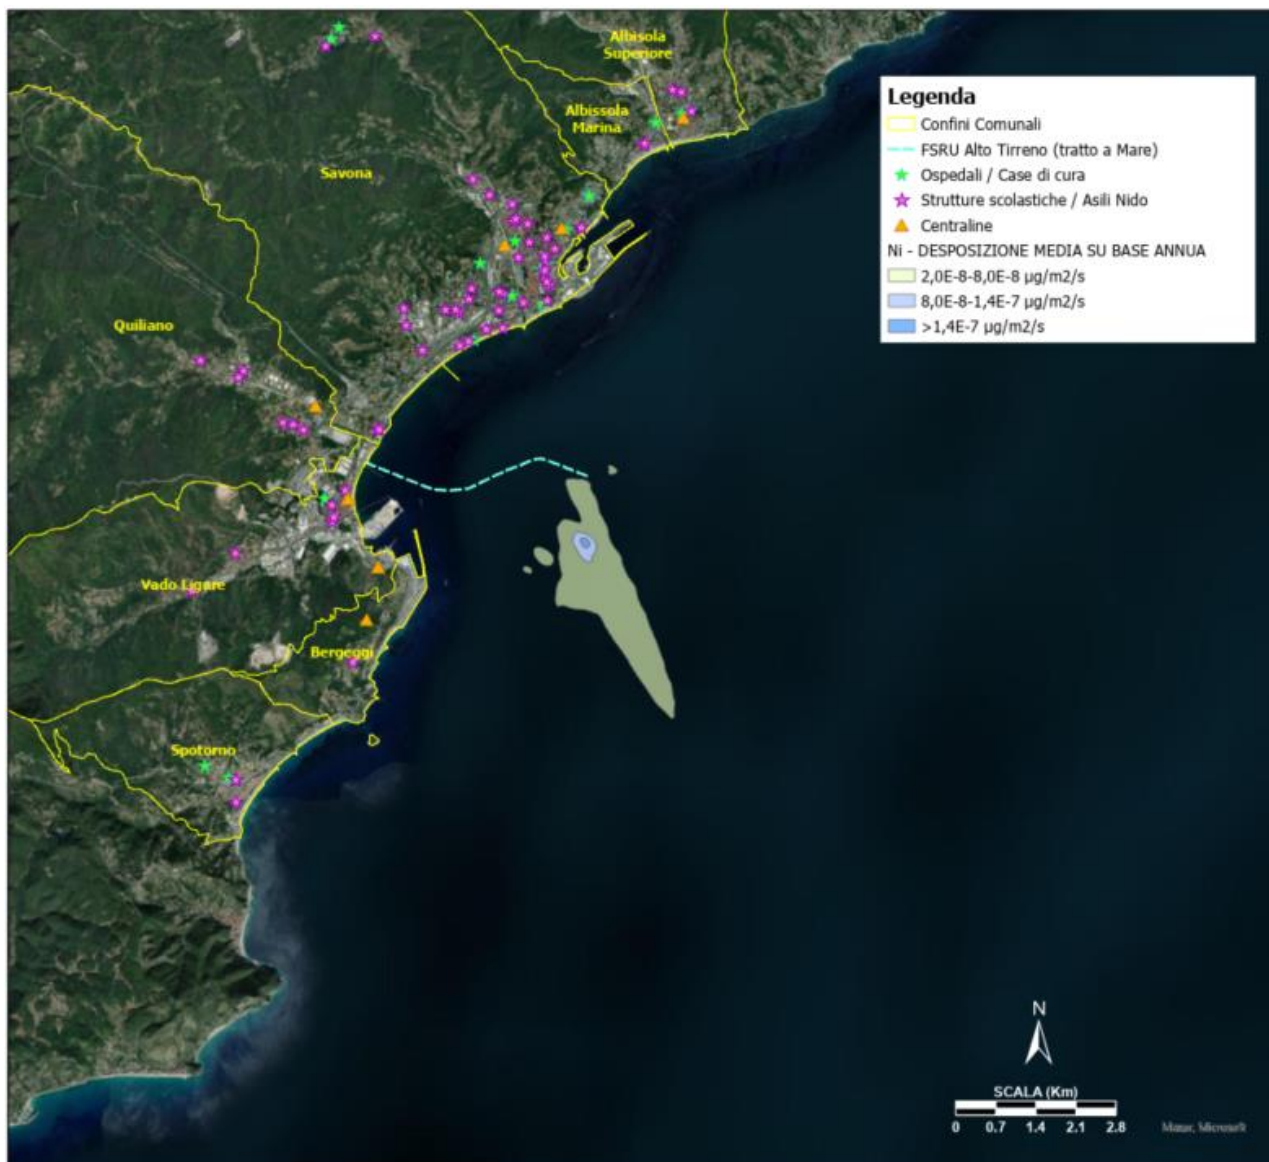 Albisola
Superiore
Albissola
Marina
Savona
Quiliano
Vado Ligure
Bergeggi
Spotorno
Legenda
Confini Comunali
FSRU Alto Tirreno (tratto a Mare)
Ospedali / Case di cura
Strutture scolastiche / Asili Nido
Centraline
Ni - DESPOSIZIONE MEDIA SU BASE ANNUA
2,0E-8-8,0E-8 µg/m2/s
8,0E-8-1,4E-7 µg/m2/s
>1,4E-7 µg/m2/s
N
SCALA (Km)
0 0.7 1.4 2.1 2.8
Maxar, Microsoft